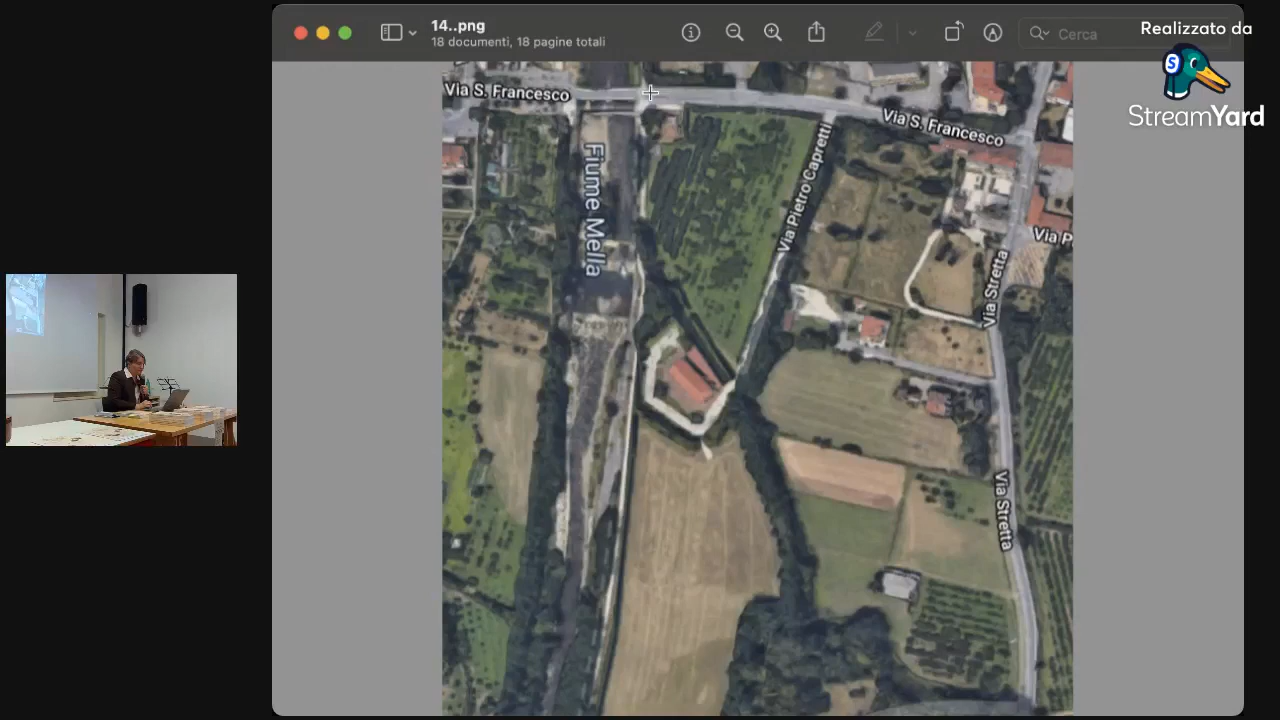 14..png
18 documenti, 18 pagine totali
Cerca
Realizzato da
S
StreamYard
Via S. Francesco
Via S. Francesco
Fiume Mella
Via Pietro Capretti
Via P
Via Stretta
Via Stretta